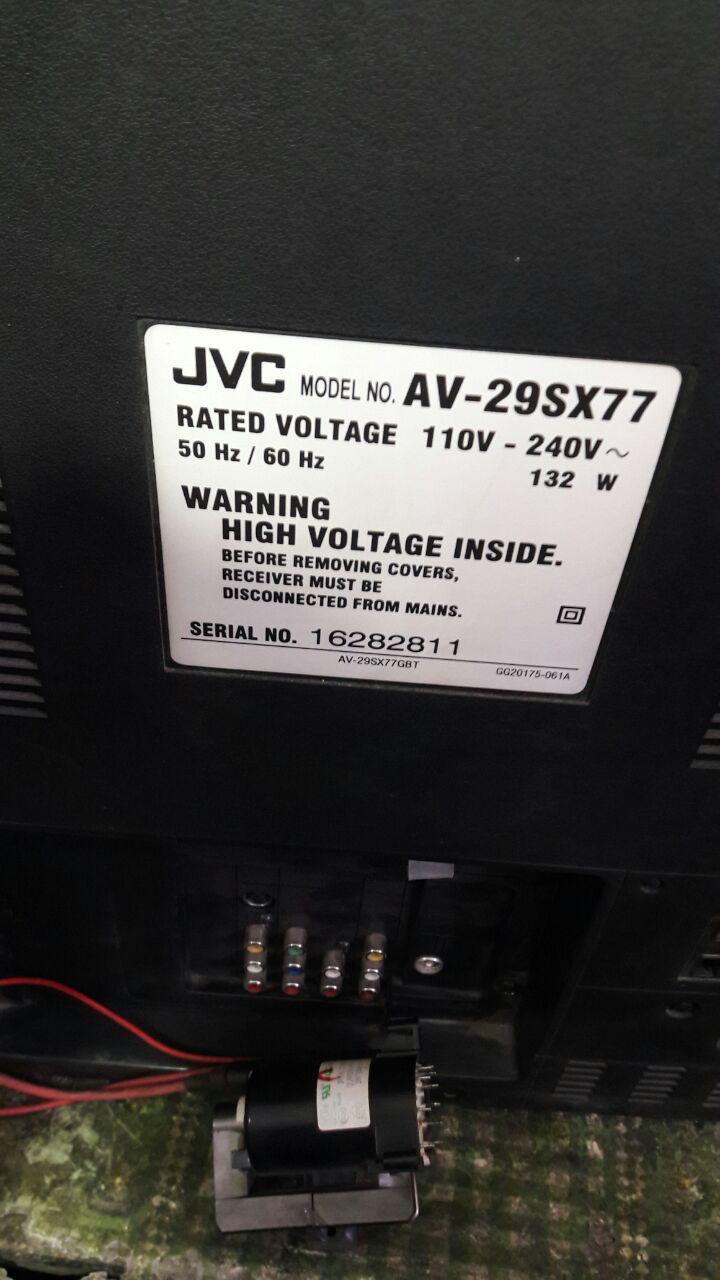 JVC MODEL NO. AV-29SX77
RATED VOLTAGE 110V - 240V~
50 Hz / 60 Hz 132 W
WARNING
HIGH VOLTAGE INSIDE.
BEFORE REMOVING COVERS,
RECEIVER MUST BE
DISCONNECTED FROM MAINS.
SERIAL NO. 16282811
AV-29SX77GBT GG20175-061A